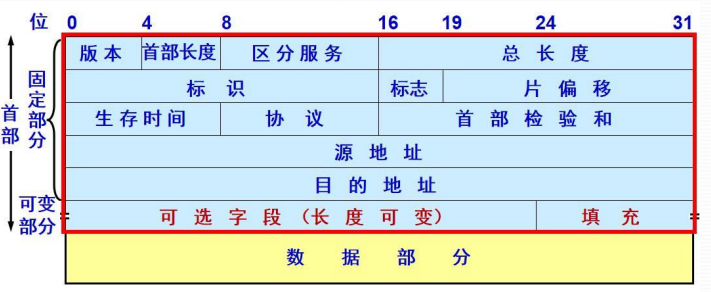 位 0 4 8 16 19 24 31
版本 首部长度 区分服务 总长度
标识 标志 片偏移
生存时间 协议 首部检验和
源地址
目的地址
可选字段（长度可变） 填充
数据部分
首部
固定部分
可变部分